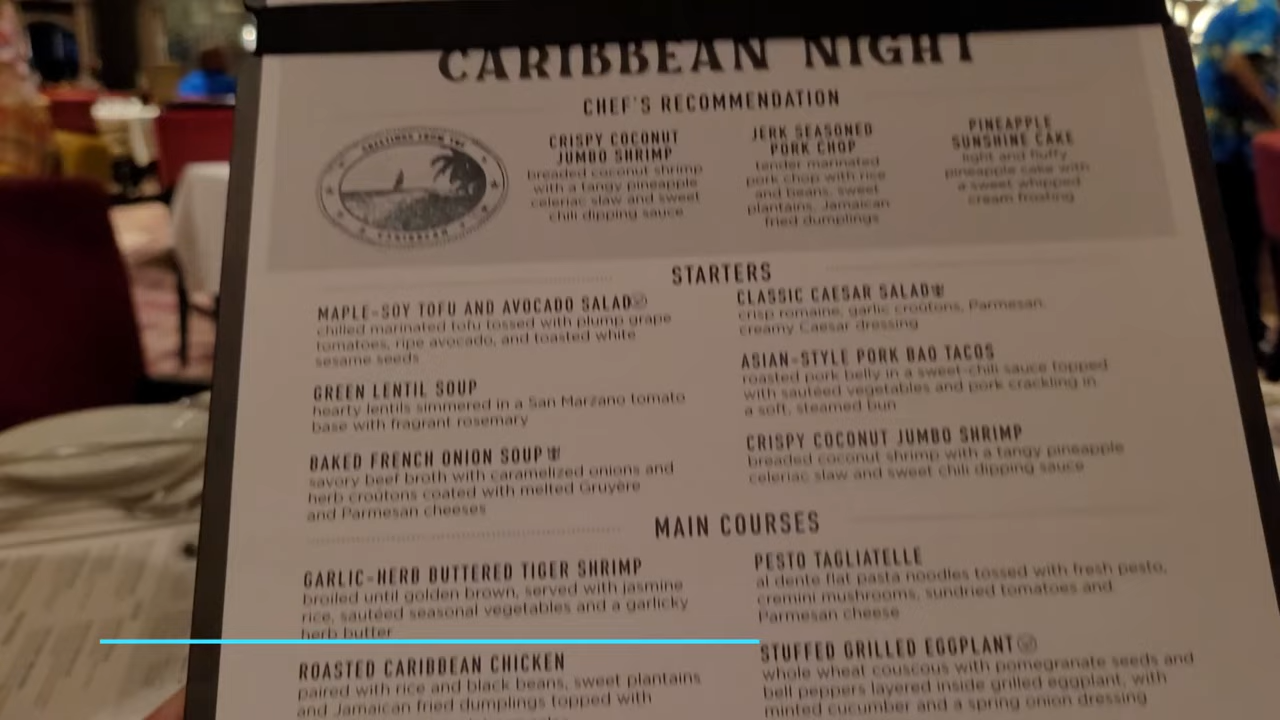 CARIBBEAN NIGHT
CHEF'S RECOMMENDATION
GREETINGS FROM THE
CARIBBEAN
CRISPY COCONUT
JUMBO SHRIMP
breaded coconut shrimp
with a tangy pineapple
celeriac slaw and sweet
chili dipping sauce
JERK SEASONED
PORK CHOP
tender marinated
pork chop with rice
and beans, sweet
plantains, Jamaican
fried dumplings
PINEAPPLE
SUNSHINE CAKE
light and fluffy
pineapple cake with
a sweet whipped
cream frosting
STARTERS
MAPLE-SOY TOFU AND AVOCADO SALAD
chilled marinated tofu tossed with plump grape
tomatoes, ripe avocado, and toasted white
sesame seeds
GREEN LENTIL SOUP
hearty lentils simmered in a San Marzano tomato
base with fragrant rosemary
BAKED FRENCH ONION SOUP
savory beef broth with caramelized onions and
herb croûtons coated with melted Gruyère
and Parmesan cheeses
CLASSIC CAESAR SALAD
crisp romaine, garlic croûtons, Parmesan,
creamy Caesar dressing
ASIAN-STYLE PORK BAO TACOS
roasted pork belly in a sweet-chili sauce topped
with sautéed vegetables and pork crackling in
a soft, steamed bun
CRISPY COCONUT JUMBO SHRIMP
breaded coconut shrimp with a tangy pineapple
celeriac slaw and sweet chili dipping sauce
MAIN COURSES
GARLIC-HERB BUTTERED TIGER SHRIMP
broiled until golden brown, served with jasmine
rice, sautéed seasonal vegetables and a garlicky
herb butter
ROASTED CARIBBEAN CHICKEN
paired with rice and black beans, sweet plantains
and Jamaican fried dumplings topped with
PESTO TAGLIATELLE
al dente flat pasta noodles tossed with fresh pesto,
cremini mushrooms, sundried tomatoes and
Parmesan cheese
STUFFED GRILLED EGGPLANT
whole wheat couscous with pomegranate seeds and
bell peppers layered inside grilled eggplant, with
minted cucumber and a spring onion dressing